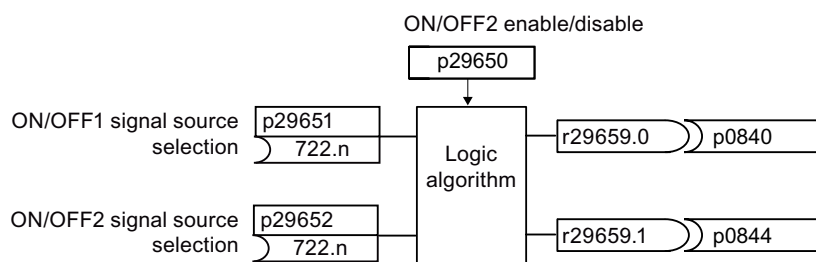 ON/OFF2 enable/disable
p29650
ON/OFF1 signal source
selection
p29651
722.n
Logic
algorithm
r29659.0
p0840
ON/OFF2 signal source
selection
p29652
722.n
r29659.1
p0844